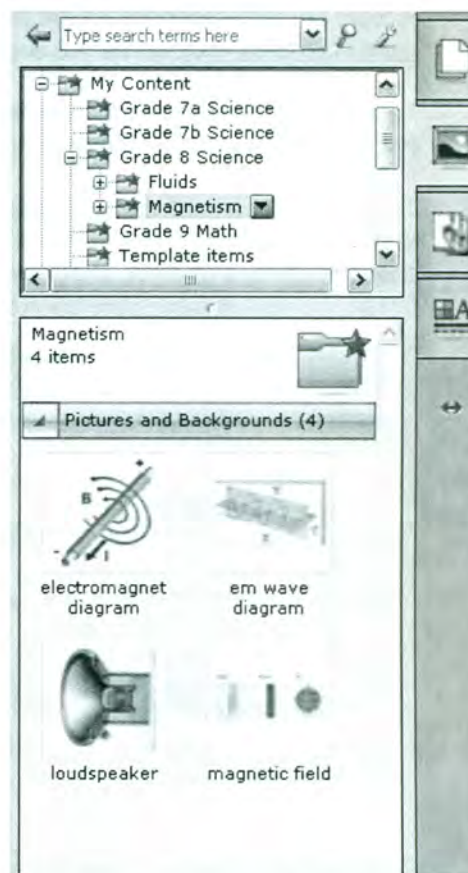 Type search terms here
My Content
Grade 7a Science
Grade 7b Science
Grade 8 Science
Fluids
Magnetism
Grade 9 Math
Template items
Magnetism
4 items
Pictures and Backgrounds (4)
B
I
electromagnet
diagram
em wave
diagram
loudspeaker
magnetic field
A